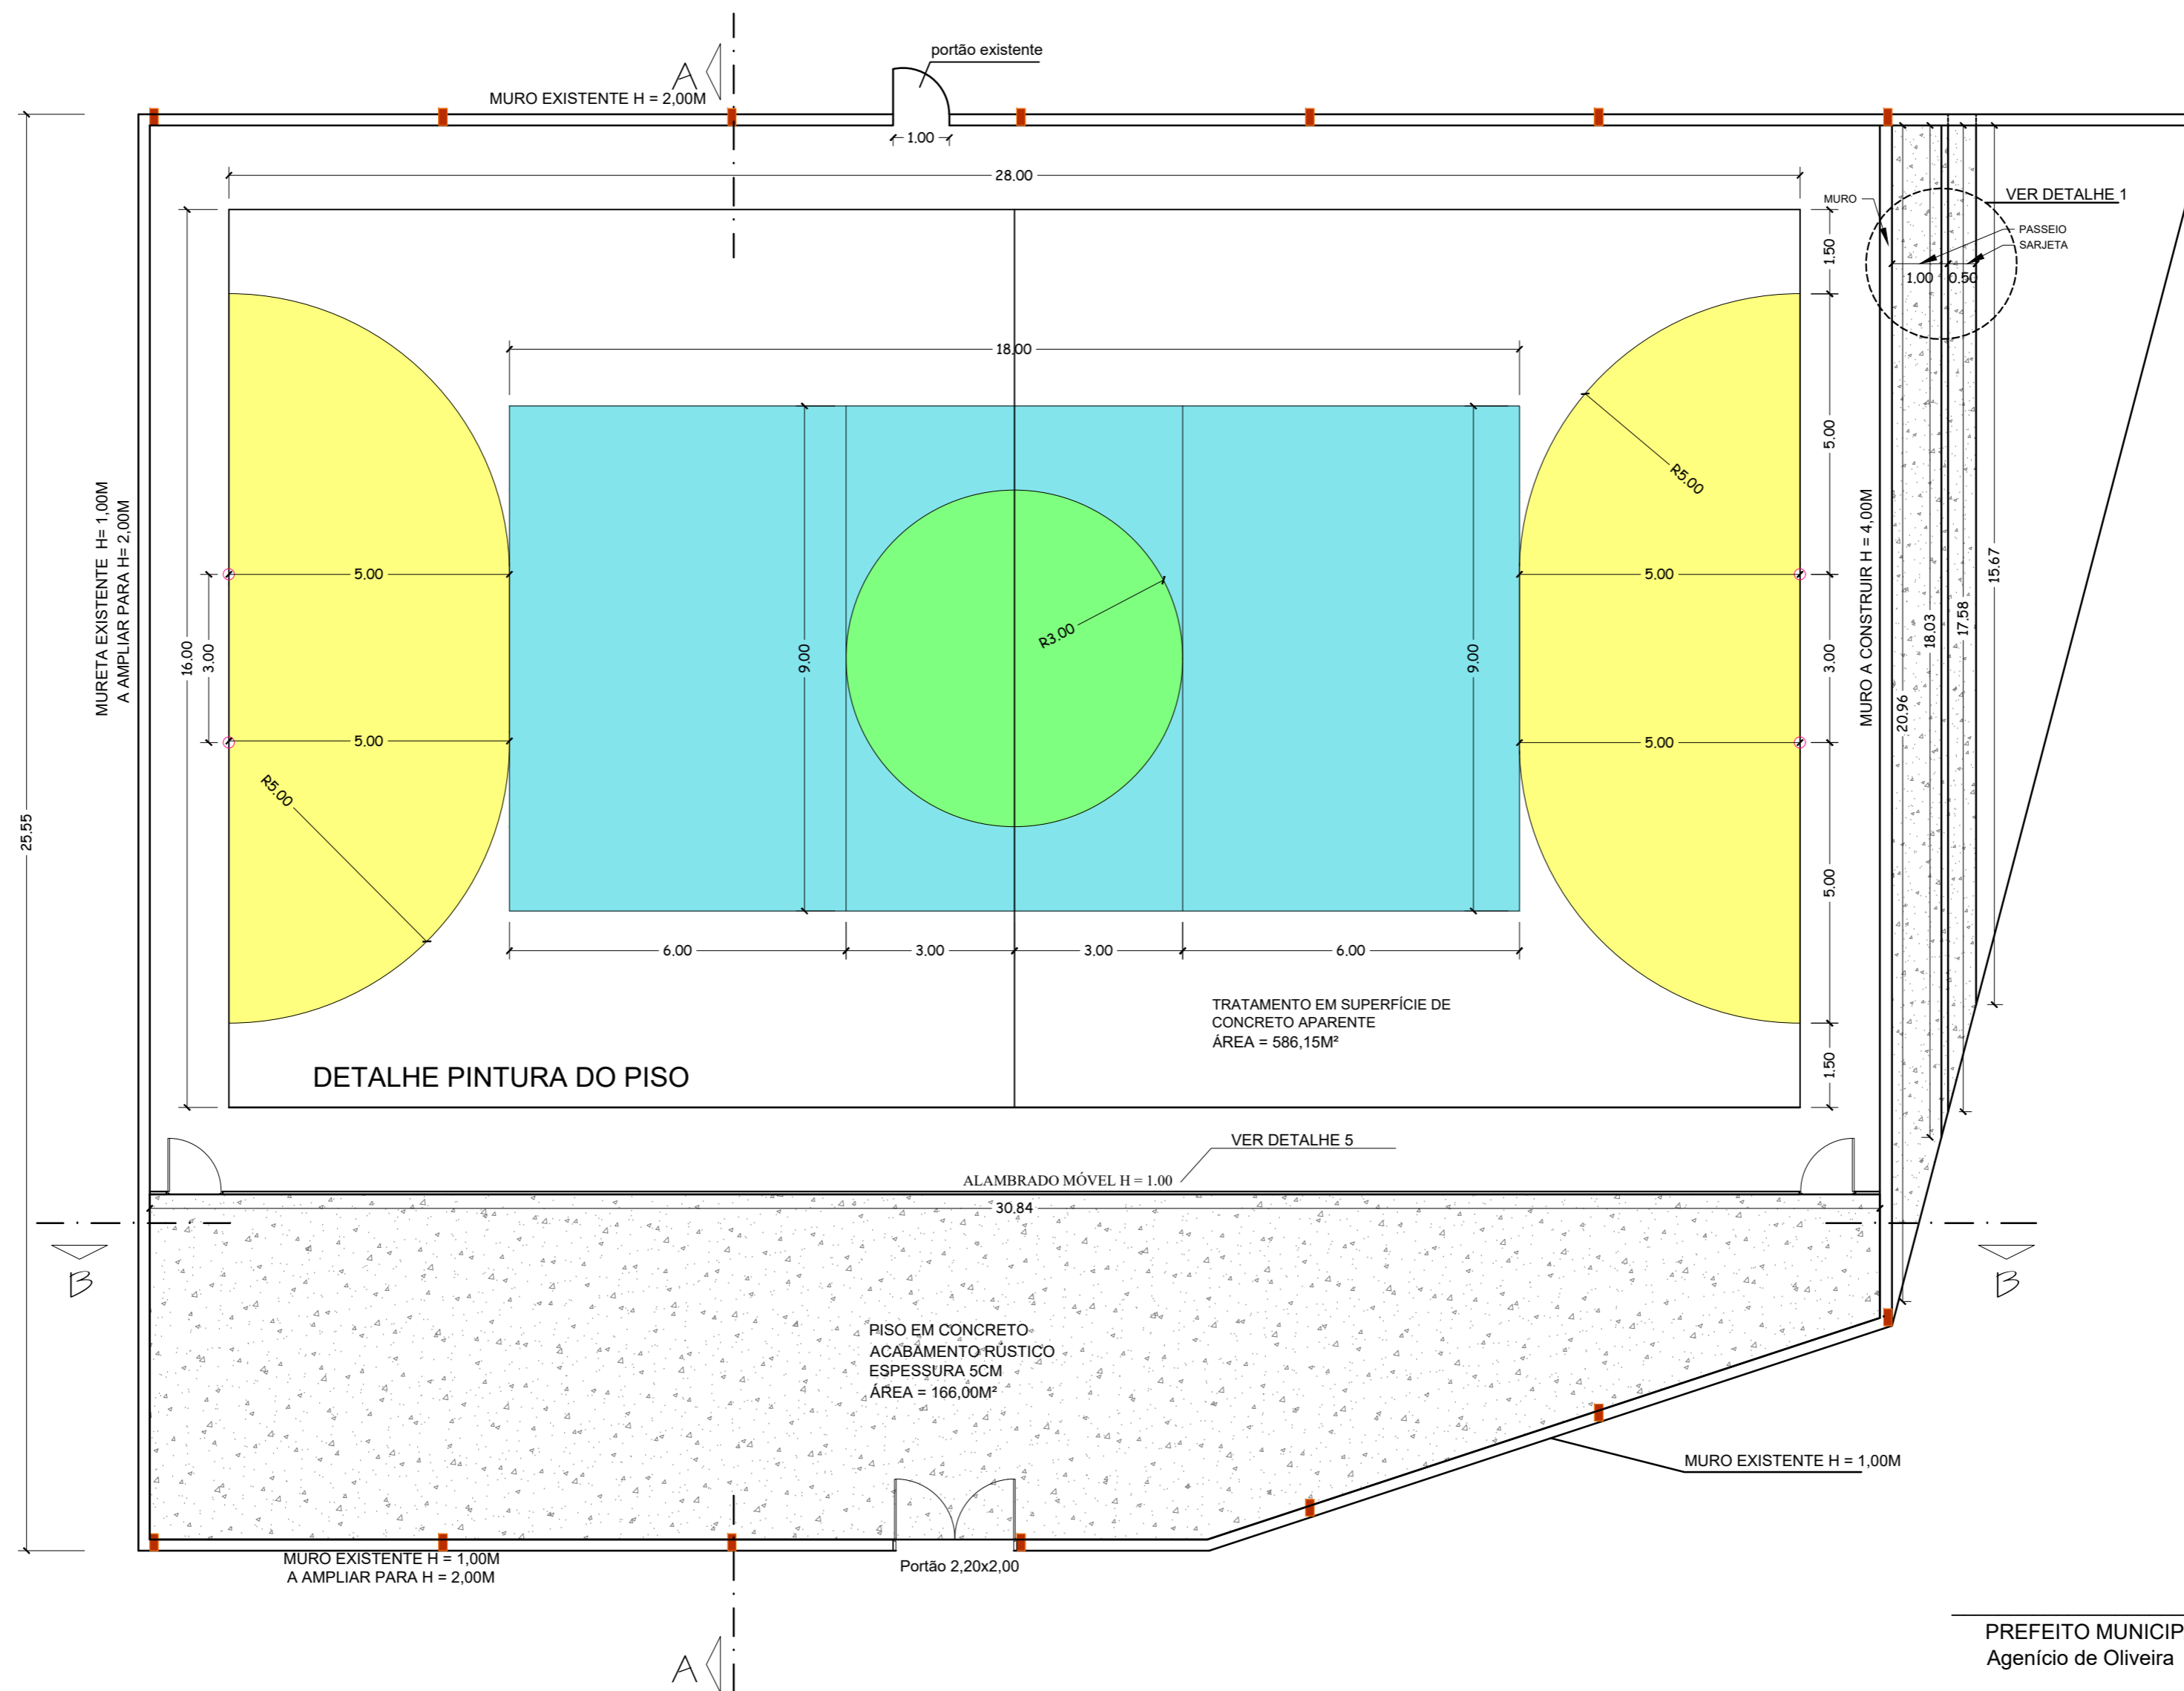 A
portão existente
MURO EXISTENTE H = 2,00M
1.00
28.00
VER DETALHE 1
MURO
PASSEIO
SARJETA
1.00
0.50
1.50
18.00
5.00
R5.00
MURETA EXISTENTE H= 1,00M
A AMPLIAR PARA H= 2,00M
MURO A CONSTRUIR H = 4,00M
5.00
5.00
15.67
17.58
18.03
20.96
R3.00
16.00
3.00
9.00
9.00
3.00
5.00
5.00
R5.00
25.55
5.00
6.00
3.00
3.00
6.00
TRATAMENTO EM SUPERFÍCIE DE
CONCRETO APARENTE
ÁREA = 586,15M²
1.50
DETALHE PINTURA DO PISO
VER DETALHE 5
ALAMBRADO MÓVEL H = 1.00
30.84
B
B
PISO EM CONCRETO
ACABAMENTO RÚSTICO
ESPESSURA 5CM
ÁREA = 166,00M²
MURO EXISTENTE H = 1,00M
MURO EXISTENTE H = 1,00M
A AMPLIAR PARA H = 2,00M
Portão 2,20x2,00
A
PREFEITO MUNICIP
Agenício de Oliveira